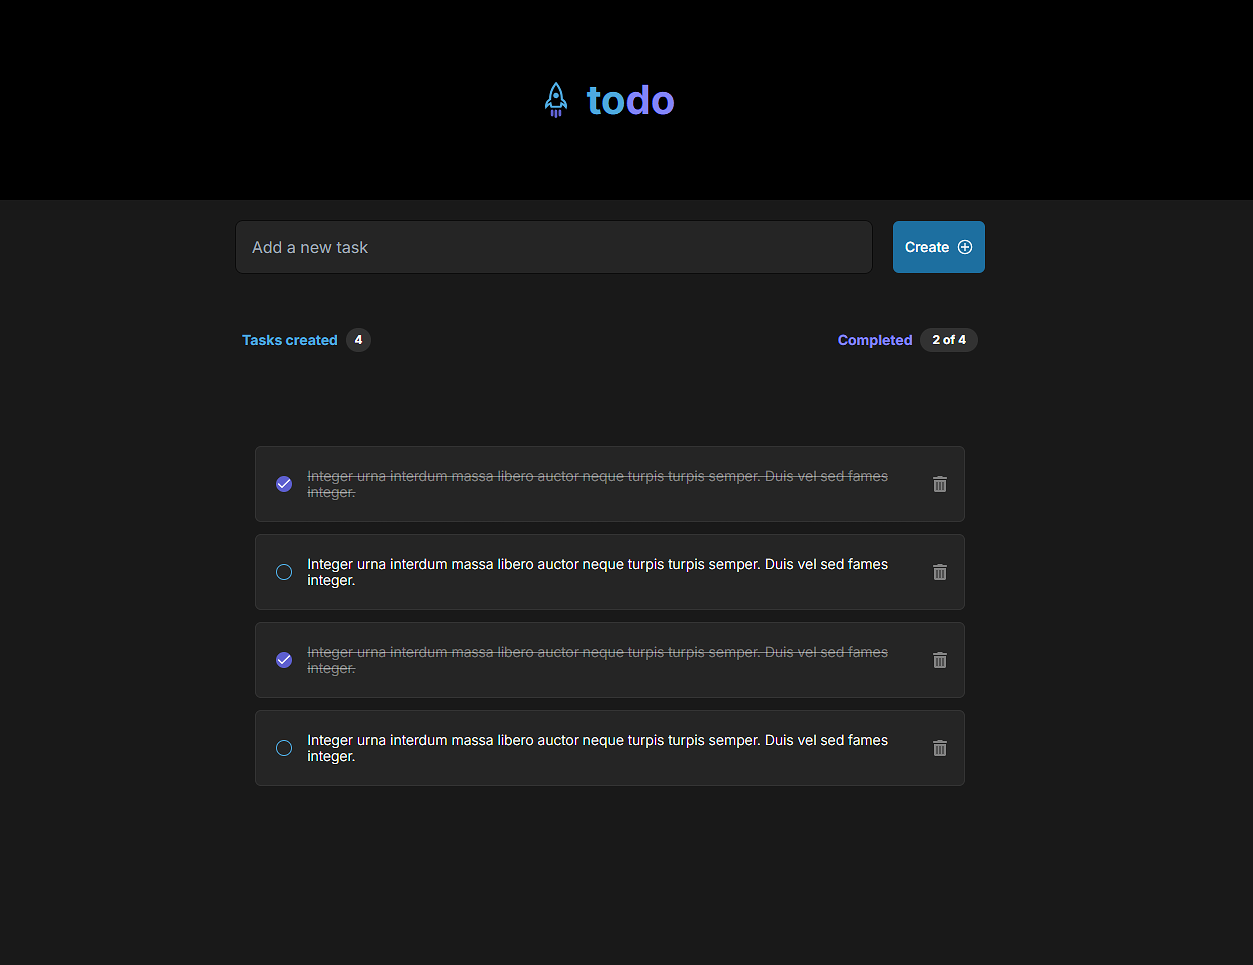 todo
Add a new task
Create
Tasks created 4
Completed 2 of 4
Integer urna interdum massa libero auctor neque turpis turpis semper. Duis vel sed fames
integer.
Integer urna interdum massa libero auctor neque turpis turpis semper. Duis vel sed fames
integer.
Integer urna interdum massa libero auctor neque turpis turpis semper. Duis vel sed fames
integer.
Integer urna interdum massa libero auctor neque turpis turpis semper. Duis vel sed fames
integer.